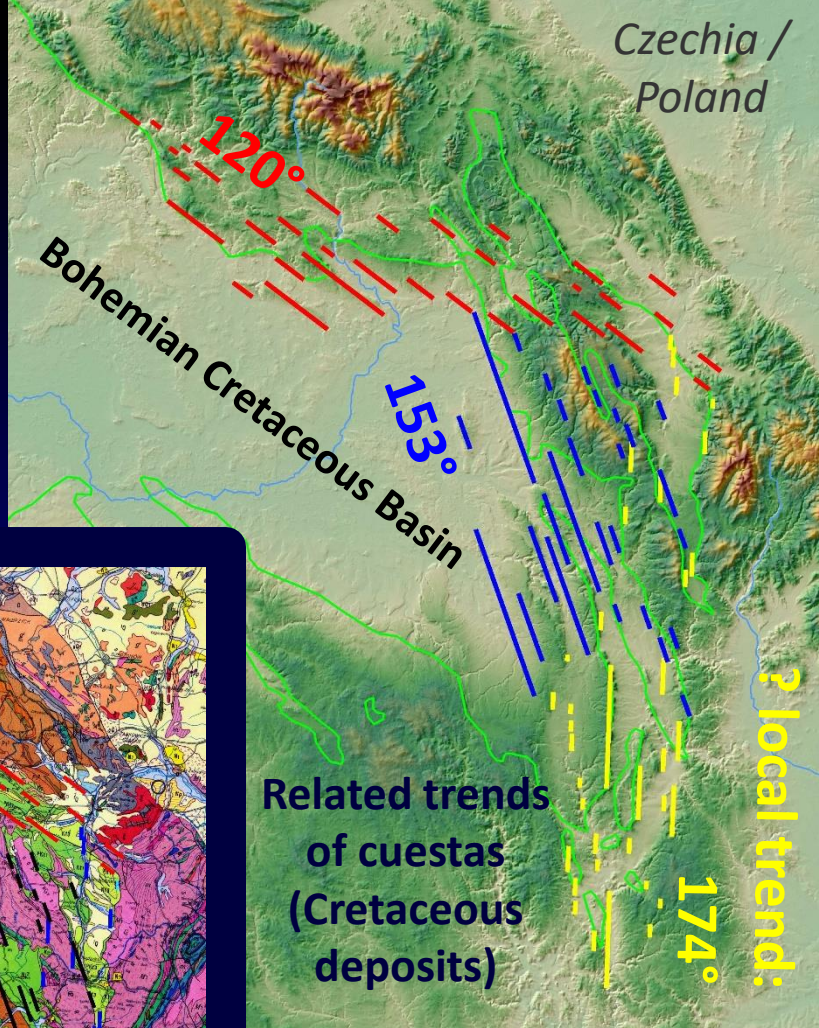 Czechia /
Poland
120°
Bohemian Cretaceous Basin
153°
? local trend:
174°
Related trends
of cuestas
(Cretaceous
deposits)